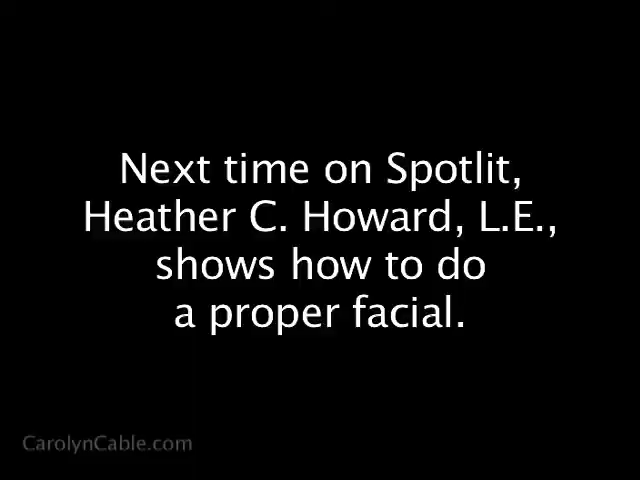 Next time on Spotlit,
Heather C. Howard, L.E.,
shows how to do
a proper facial.
CarolynCable.com